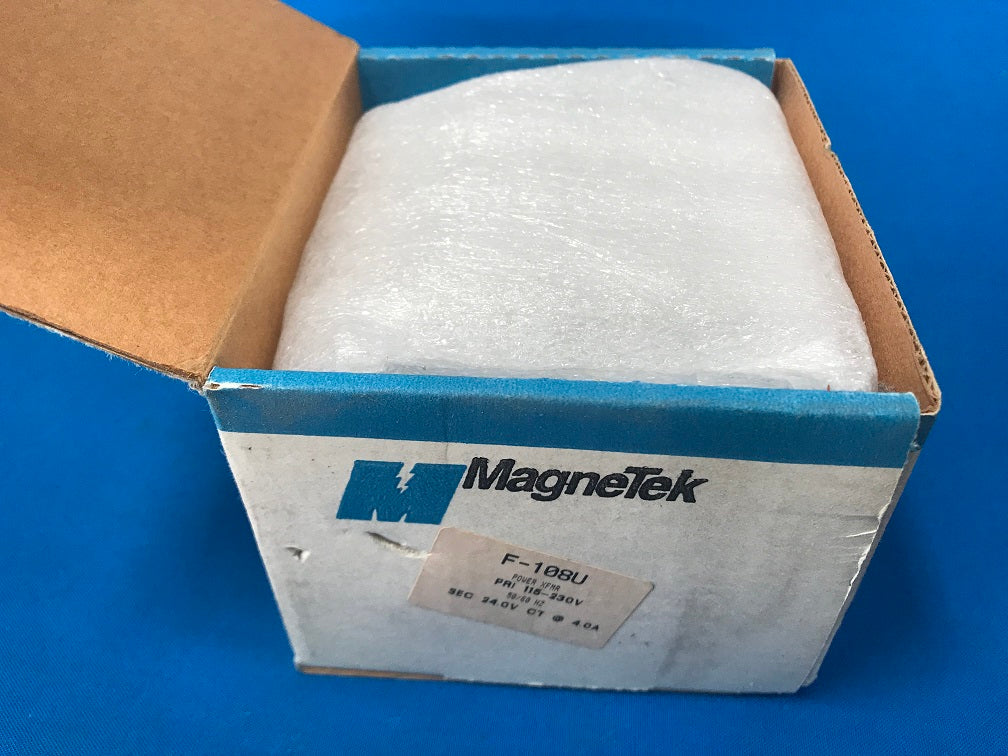 MagneTek
F-108U
POWER XFMR
PRI 115-230V
50/60 HZ
SEC 24.0V CT @ 4.0A